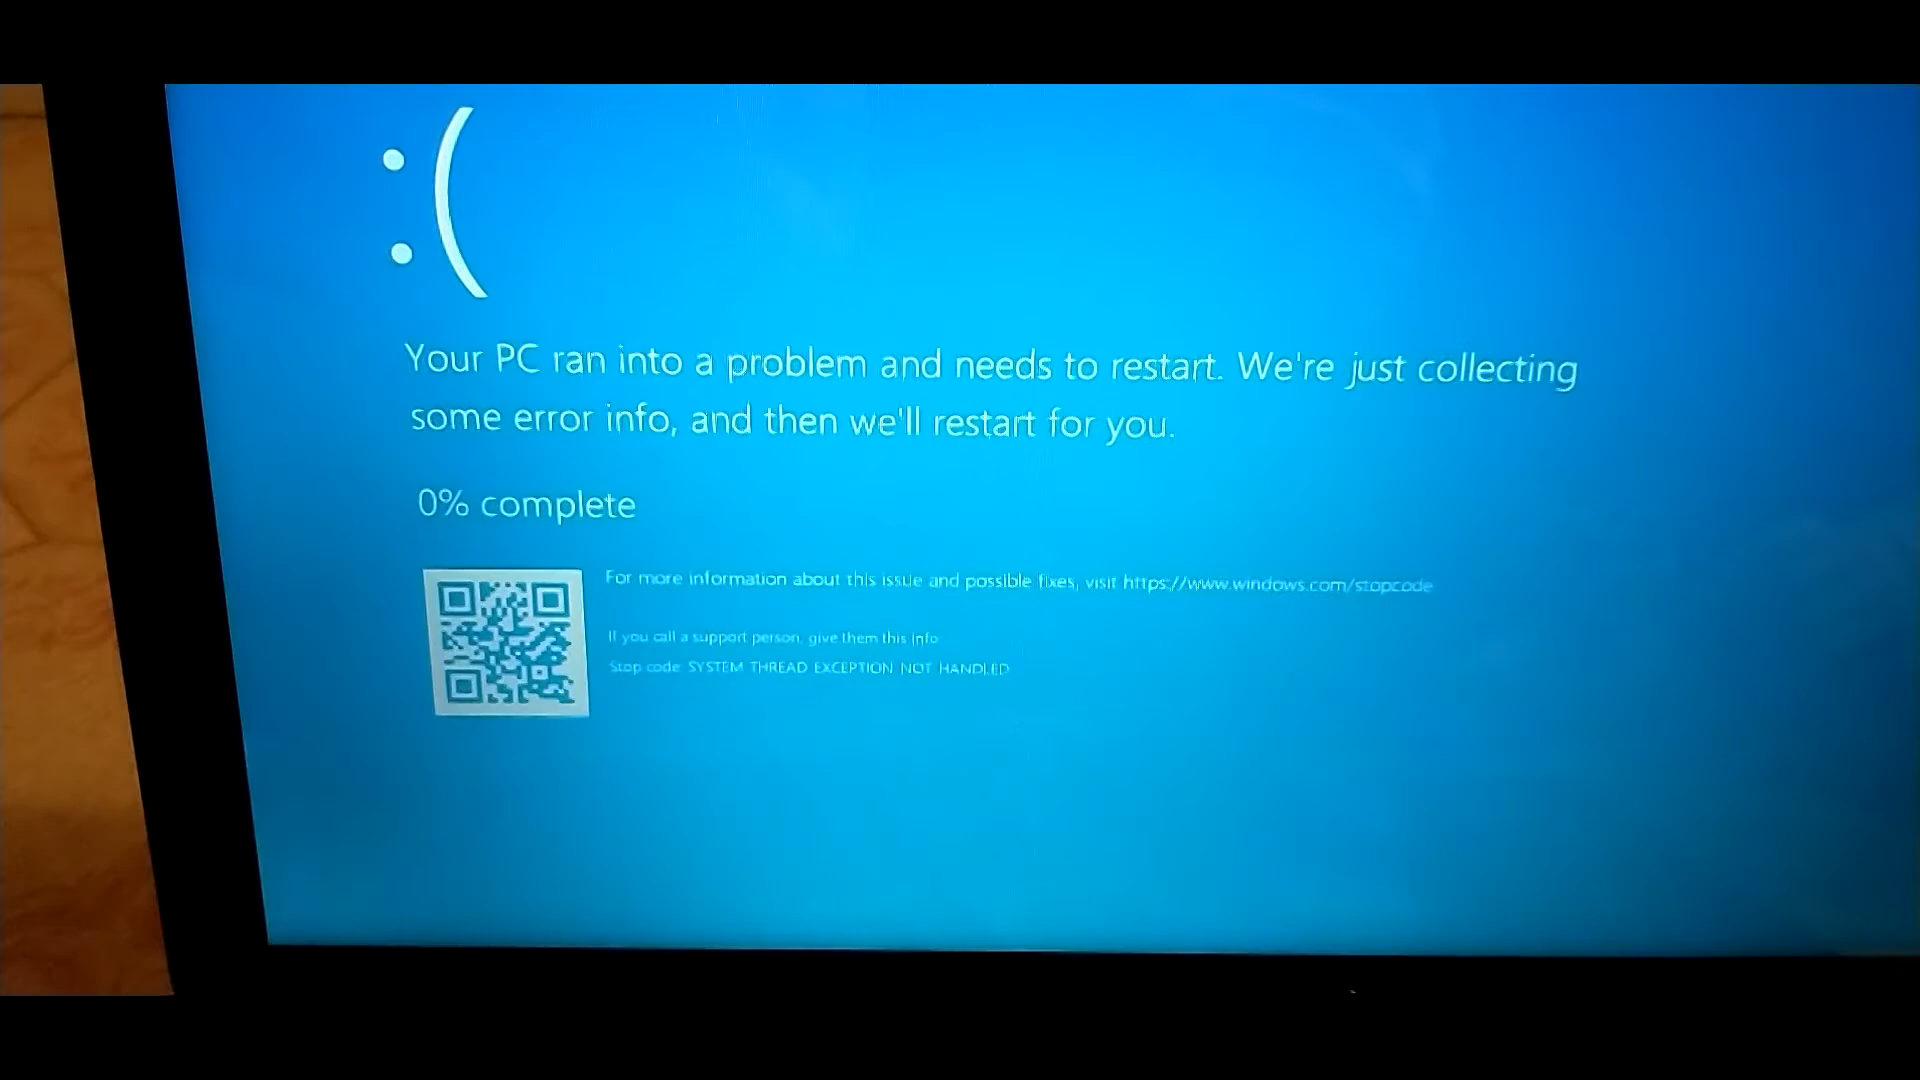 :(
Your PC ran into a problem and needs to restart. We're just collecting
some error info, and then we'll restart for you.
0% complete
For more information about this issue and possible fixes, visit https://www.windows.com/stopcode
If you call a support person, give them this info:
Stop code: SYSTEM THREAD EXCEPTION NOT HANDLED